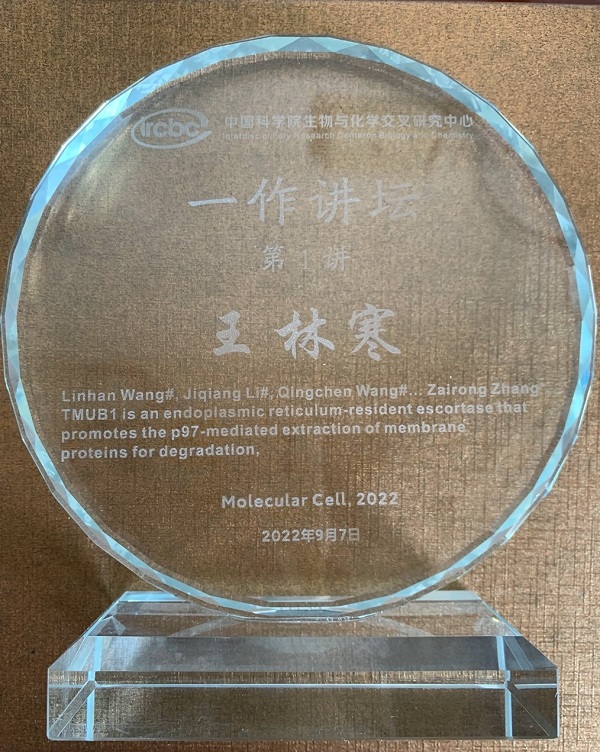 ircbc 中国科学院生物与化学交叉研究中心
Interdisciplinary Research Center on Biology and Chemistry
一作讲坛
第 1 讲
王林寒
Linhan Wang#, Jiqiang Li#, Qingchen Wang#... Zairong Zhang*
TMUB1 is an endoplasmic reticulum-resident escortase that
promotes the p97-mediated extraction of membrane
proteins for degradation,
Molecular Cell, 2022
2022年9月7日